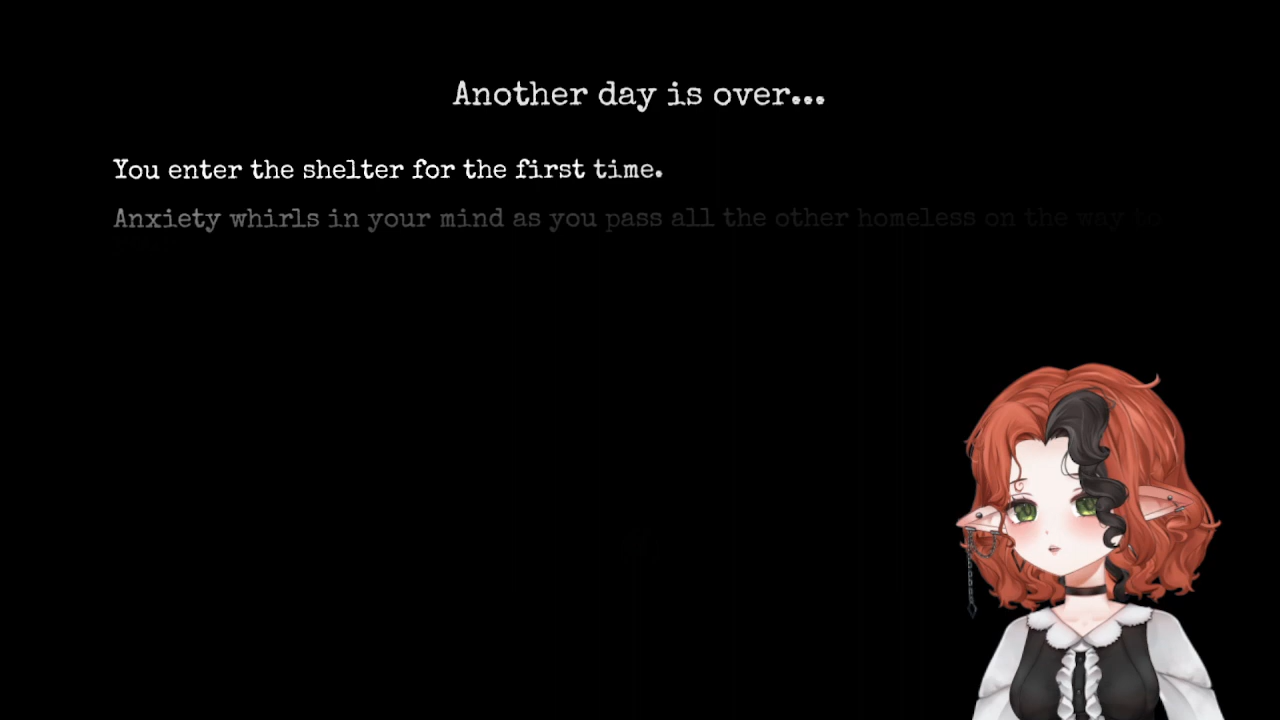 Another day is over...
You enter the shelter for the first time.
Anxiety whirls in your mind as you pass all the other homeless on the way to